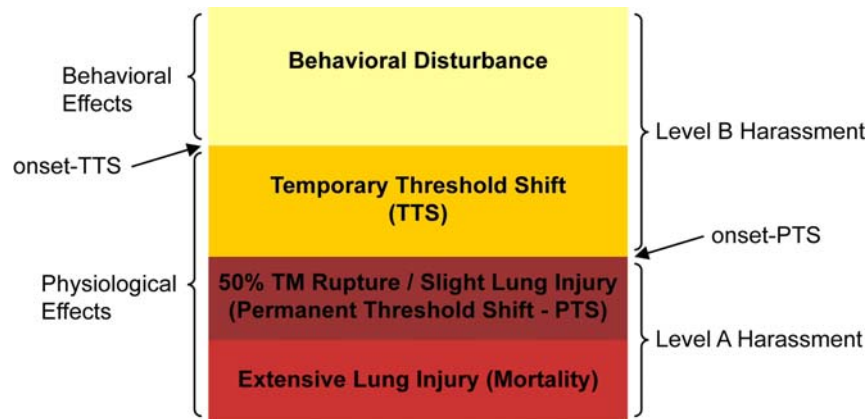 Behavioral Disturbance
Behavioral
Effects
Level B Harassment
onset-TTS
Temporary Threshold Shift
(TTS)
onset-PTS
Physiological
Effects
50% TM Rupture / Slight Lung Injury
(Permanent Threshold Shift - PTS)
Level A Harassment
Extensive Lung Injury (Mortality)